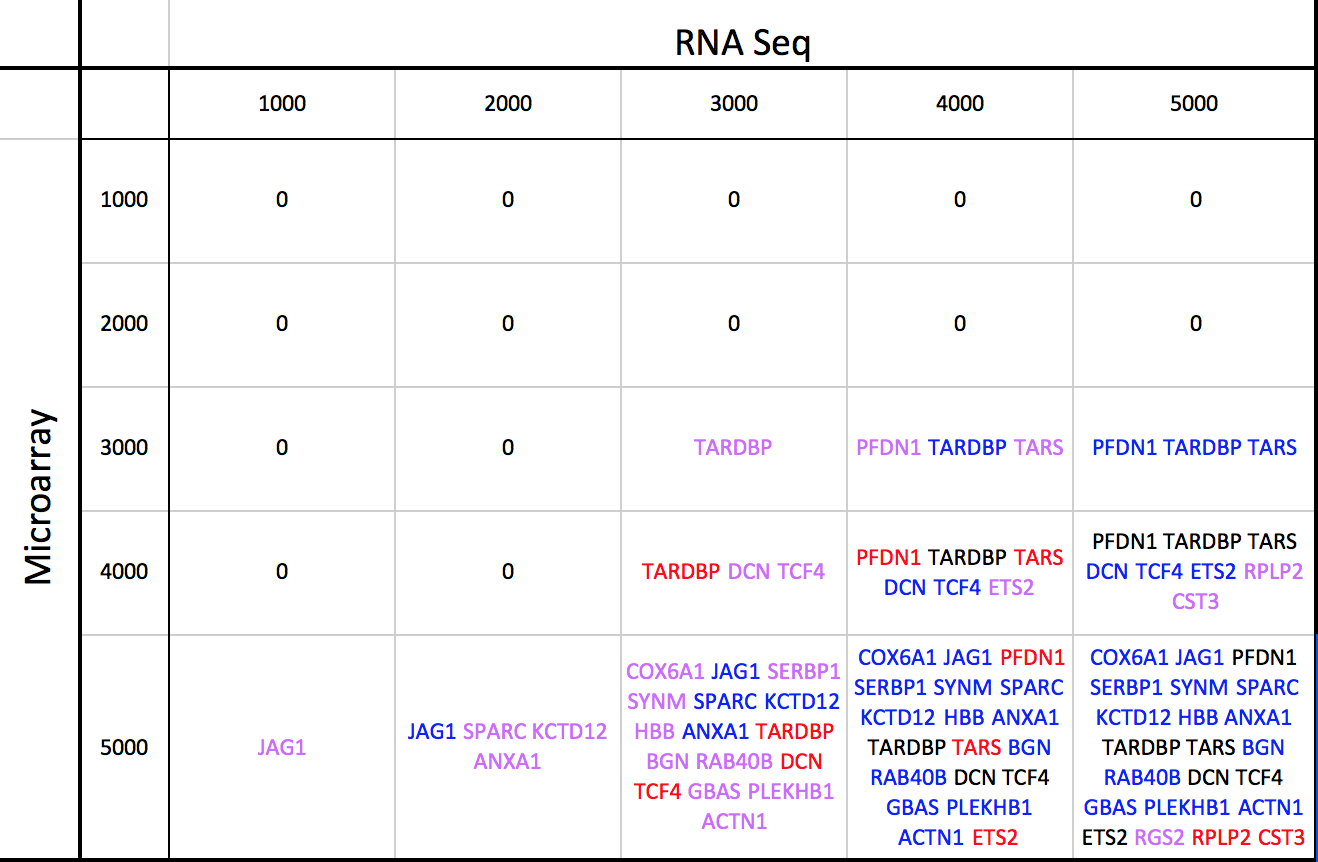 RNA Seq
1000 2000 3000 4000 5000
Microarray
1000 0 0 0 0 0
2000 0 0 0 0 0
3000 0 0 TARDBP PFDN1 TARDBP TARS PFDN1 TARDBP TARS
4000 0 0 TARDBP DCN TCF4
PFDN1 TARDBP TARS
DCN TCF4 ETS2
PFDN1 TARDBP TARS
DCN TCF4 ETS2 RPLP2
CST3
5000 JAG1
JAG1 SPARC KCTD12
ANXA1
COX6A1 JAG1 SERBP1
SYNM SPARC KCTD12
HBB ANXA1 TARDBP
BGN RAB40B DCN
TCF4 GBAS PLEKHB1
ACTN1
COX6A1 JAG1 PFDN1
SERBP1 SYNM SPARC
KCTD12 HBB ANXA1
TARDBP TARS BGN
RAB40B DCN TCF4
GBAS PLEKHB1
ACTN1 ETS2
COX6A1 JAG1 PFDN1
SERBP1 SYNM SPARC
KCTD12 HBB ANXA1
TARDBP TARS BGN
RAB40B DCN TCF4
GBAS PLEKHB1 ACTN1
ETS2 RGS2 RPLP2 CST3